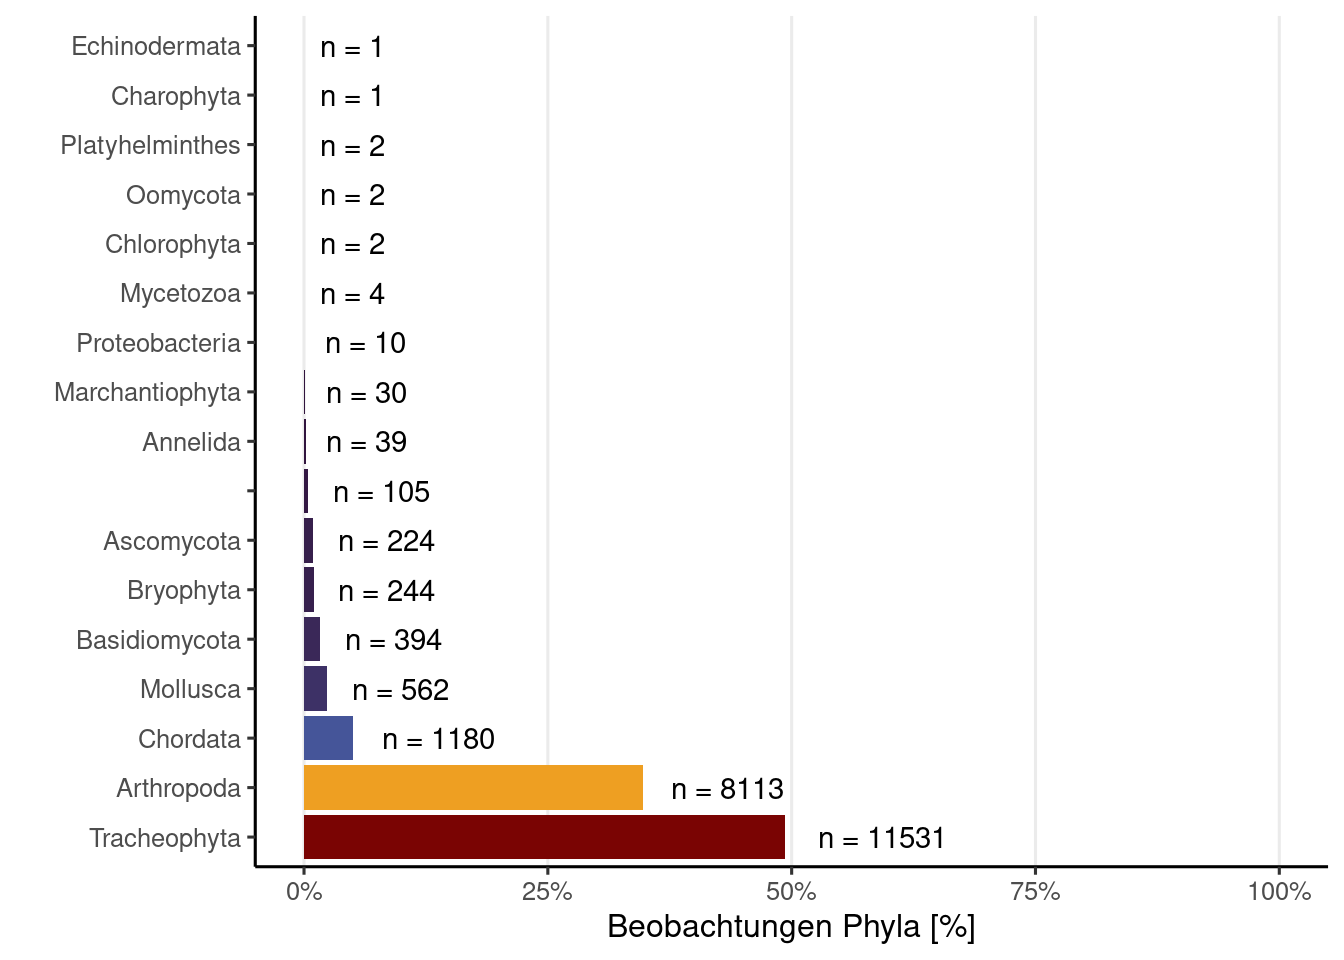 Echinodermata n = 1
Charophyta n = 1
Platyhelminthes n = 2
Oomycota n = 2
Chlorophyta n = 2
Mycetozoa n = 4
Proteobacteria n = 10
Marchantiophyta n = 30
Annelida n = 39
n = 105
Ascomycota n = 224
Bryophyta n = 244
Basidiomycota n = 394
Mollusca n = 562
Chordata n = 1180
Arthropoda n = 8113
Tracheophyta n = 11531
0% 25% 50% 75% 100%
Beobachtungen Phyla [%]